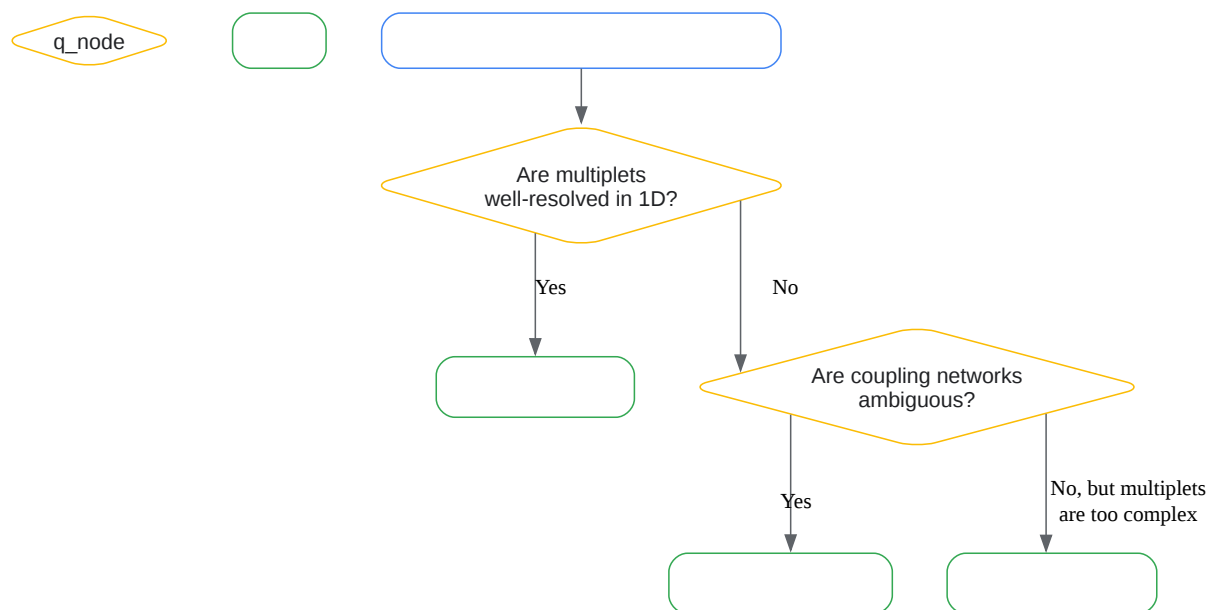 q_node
Are multiplets
well-resolved in 1D?
Yes
No
Are coupling networks
ambiguous?
Yes
No, but multiplets
are too complex